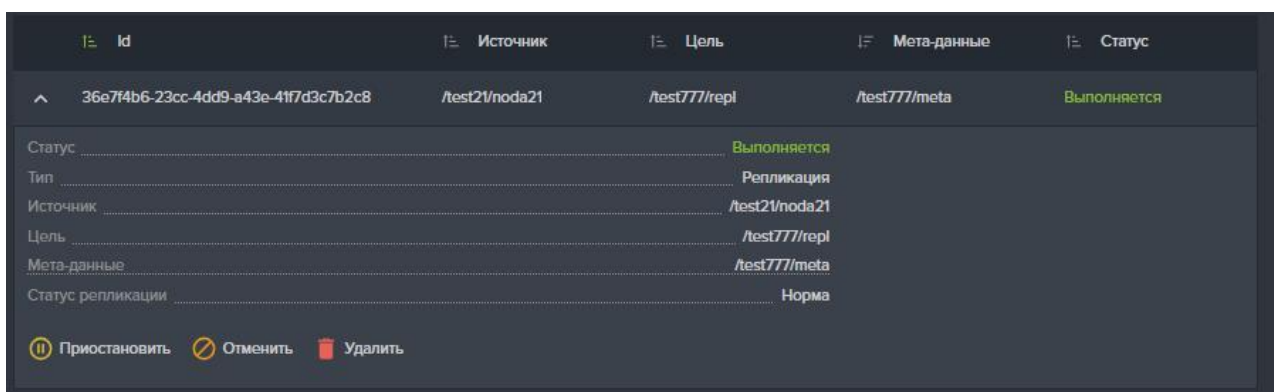 Id Источник Цель Мета-данные Статус
36e7f4b6-23cc-4dd9-a43e-41f7d3c7b2c8 /test21/noda21 /test777/repl /test777/meta Выполняется
Статус Выполняется
Тип Репликация
Источник /test21/noda21
Цель /test777/repl
Мета-данные /test777/meta
Статус репликации Норма
Приостановить Отменить Удалить